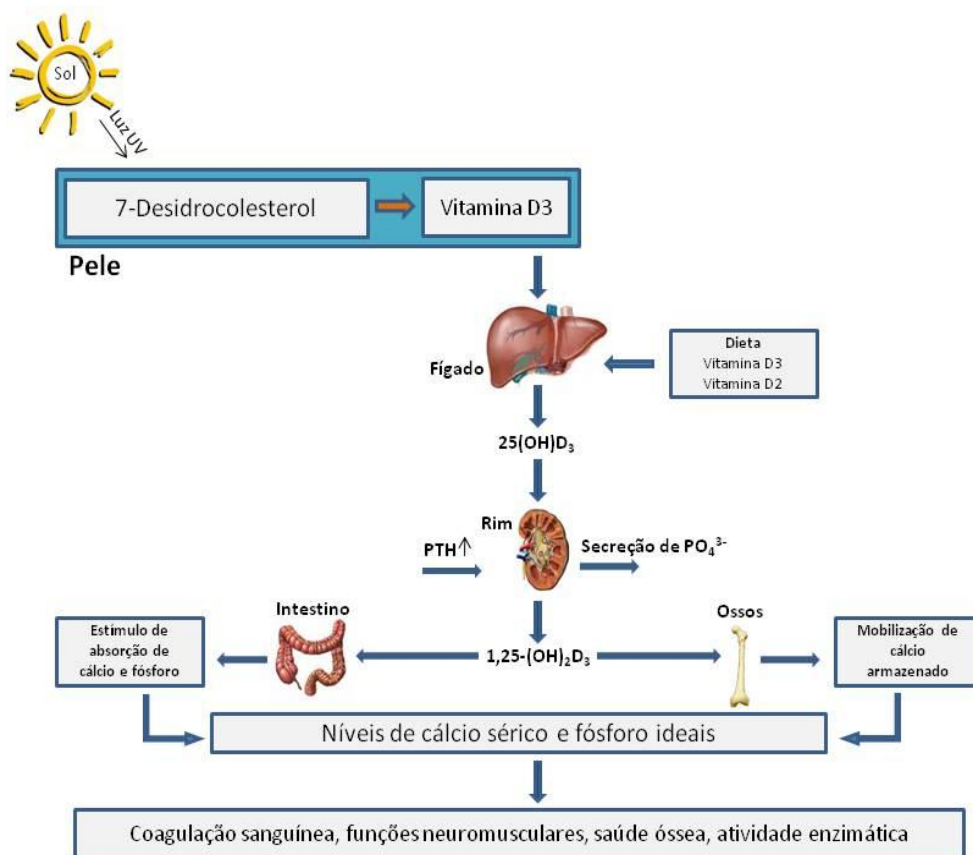 Sol
Luz UV
7-Desidrocolesterol
Vitamina D3
Pele
Fígado
Dieta
Vitamina D3
Vitamina D2
25(OH)D₃
Rim
PTH↑
Secreção de PO₄³⁻
Intestino
Ossos
Estímulo de
absorção de
cálcio e fósforo
1,25-(OH)₂D₃
Mobilização de
cálcio
armazenado
Níveis de cálcio sérico e fósforo ideais
Coagulação sanguínea, funções neuromusculares, saúde óssea, atividade enzimática